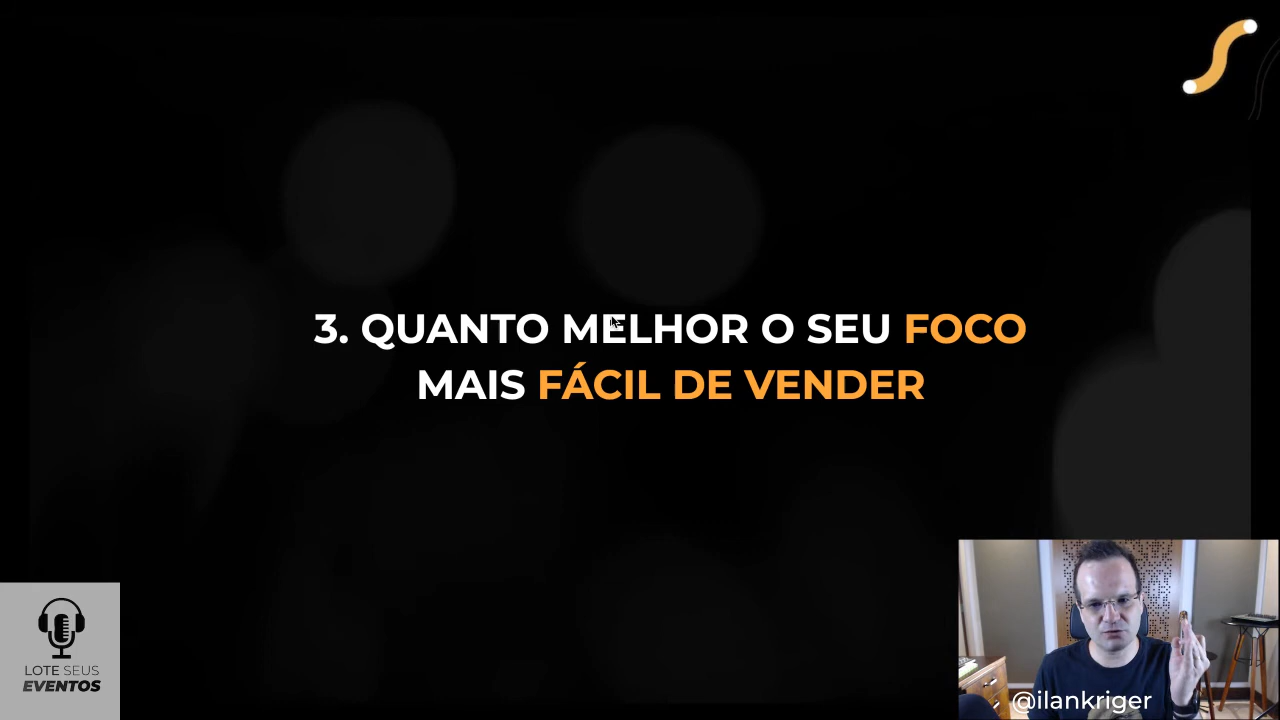 3. QUANTO MELHOR O SEU FOCO
MAIS FÁCIL DE VENDER
LOTE SEUS
EVENTOS
@ilankriger